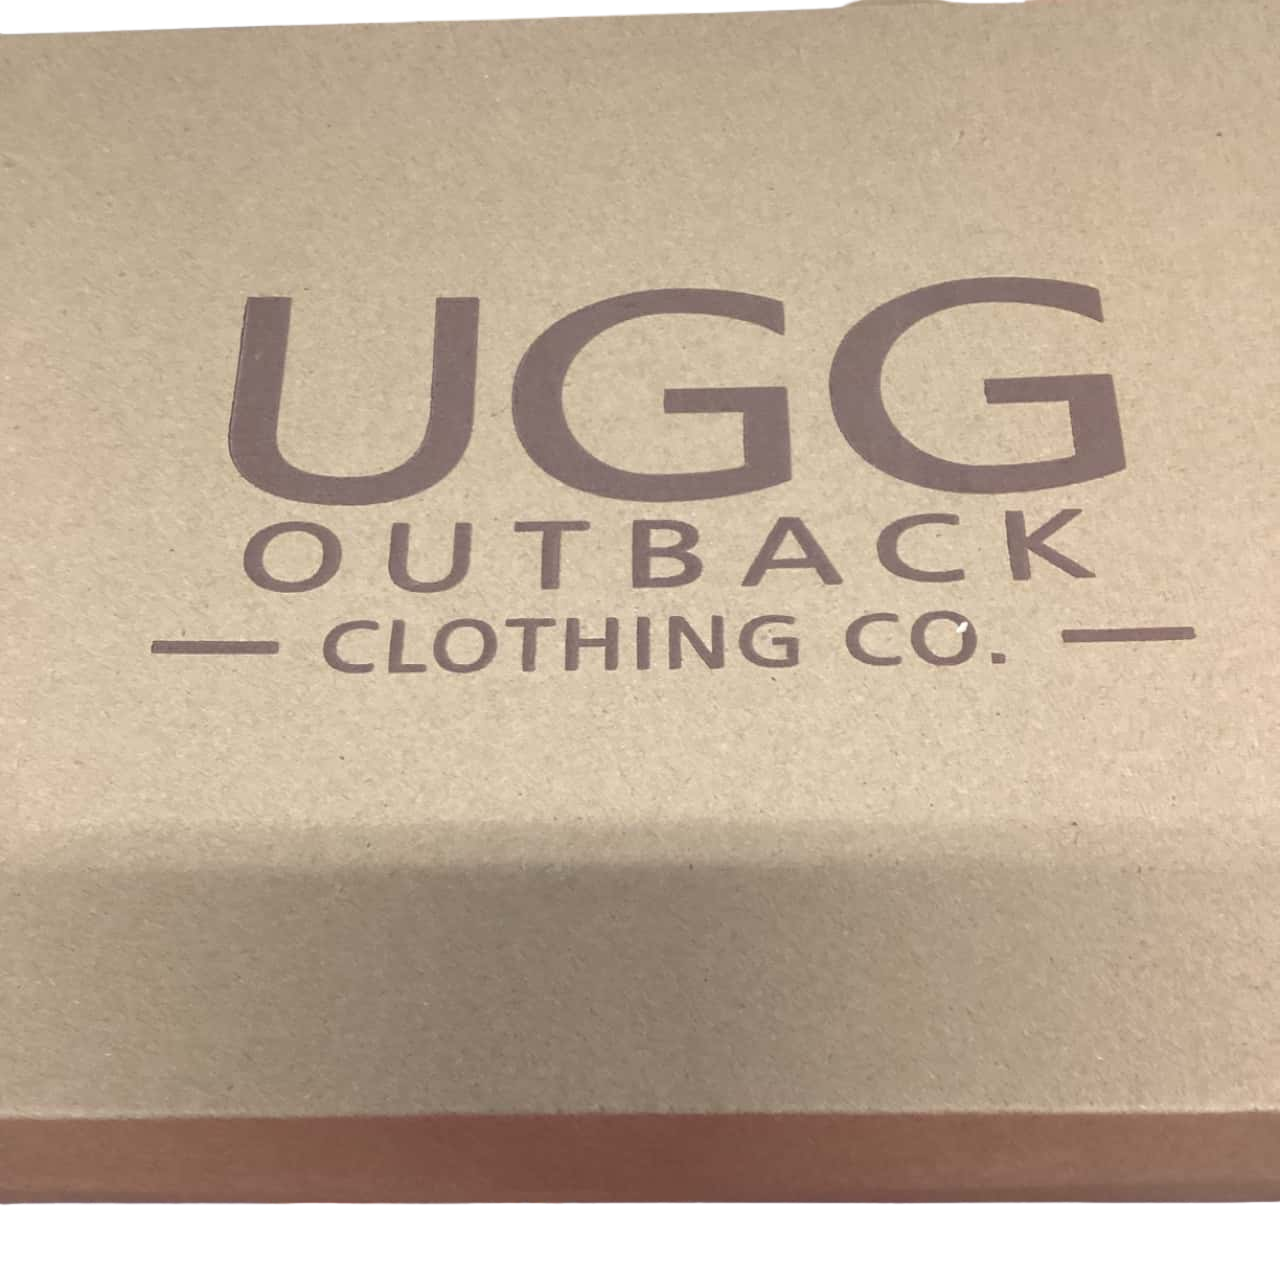 UGG
OUTBACK
— CLOTHING CO. —